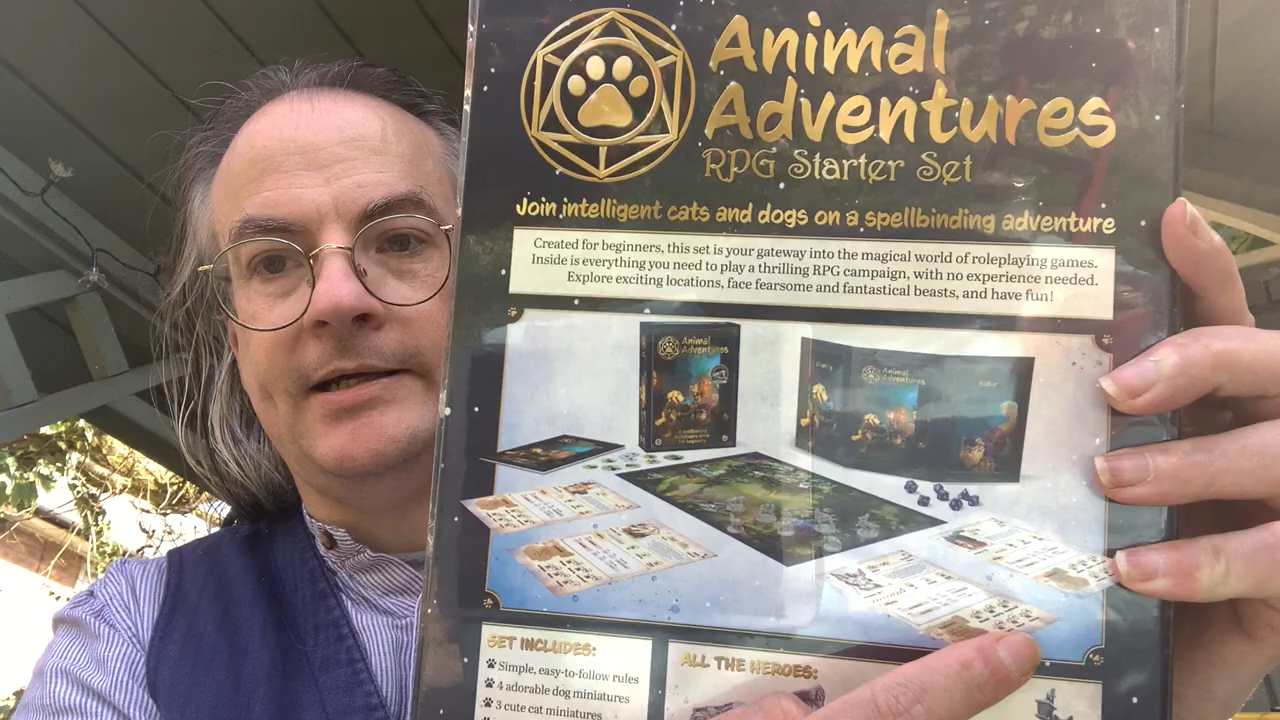 Animal
Adventures
RPG Starter Set
Join intelligent cats and dogs on a spellbinding adventure
Created for beginners, this set is your gateway into the magical world of roleplaying games.
Inside is everything you need to play a thrilling RPG campaign, with no experience needed.
Explore exciting locations, face fearsome and fantastical beasts, and have fun!
Animal
Adventures
Animal
Adventures
SET INCLUDES:
Simple, easy-to-follow rules
4 adorable dog miniatures
3 cute cat miniatures
ALL THE HEROES: